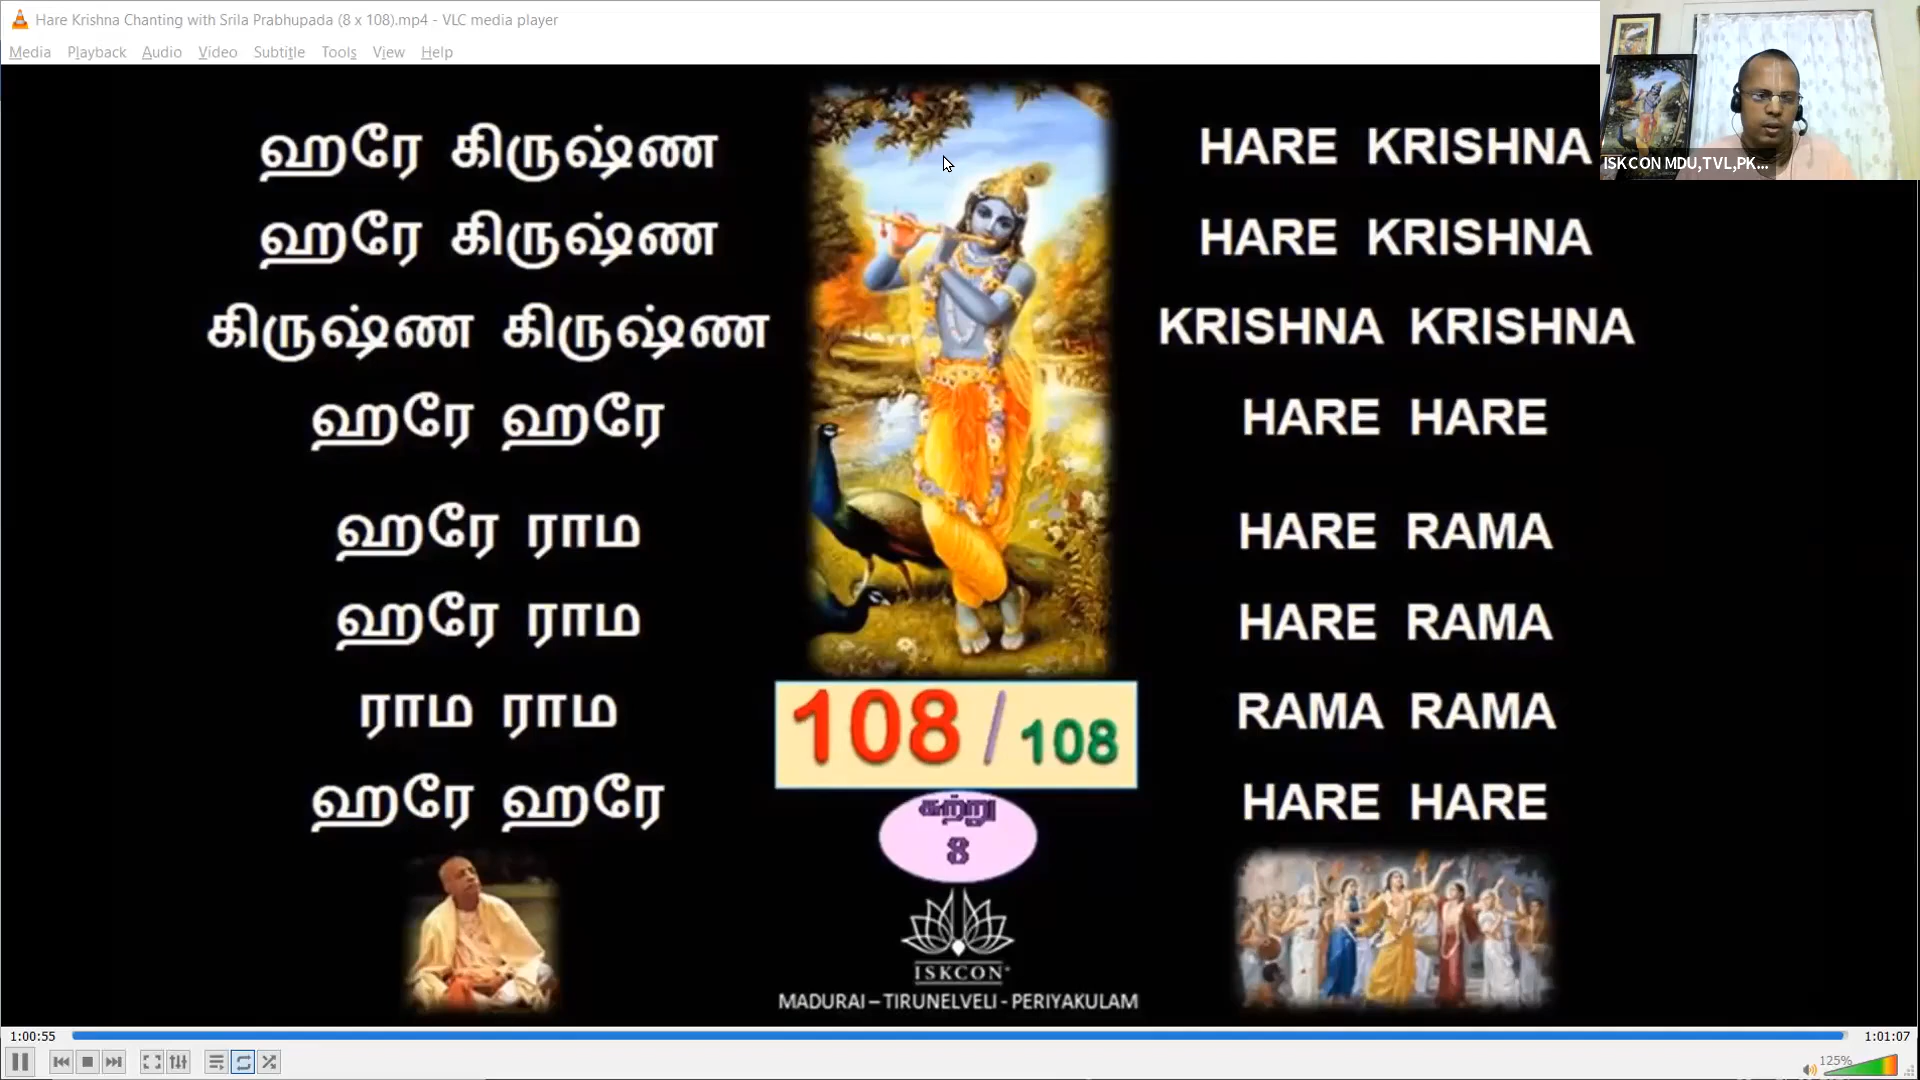 Hare Krishna Chanting with Srila Prabhupada (8 x 108).mp4 - VLC media player
Media Playback Audio Video Subtitle Tools View Help
ISKCON MDU,TVL,PK...
ஹரே கிருஷ்ண
ஹரே கிருஷ்ண
கிருஷ்ண கிருஷ்ண
ஹரே ஹரே
ஹரே ராம
ஹரே ராம
ராம ராம
ஹரே ஹரே
HARE KRISHNA
HARE KRISHNA
KRISHNA KRISHNA
HARE HARE
HARE RAMA
HARE RAMA
RAMA RAMA
HARE HARE
108 / 108
சுற்று
8
ISKCON
MADURAI – TIRUNELVELI - PERIYAKULAM
1:00:55
1:01:07
125%